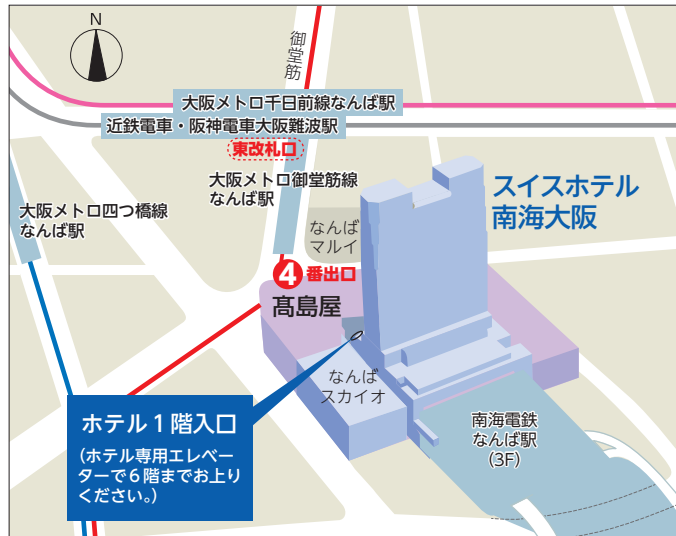 N
御堂筋
大阪メトロ千日前線なんば駅
近鉄電車・阪神電車大阪難波駅
東改札口
大阪メトロ御堂筋線
なんば駅
大阪メトロ四つ橋線
なんば駅
スイスホテル
南海大阪
なんば
マルイ
4番出口
髙島屋
なんば
スカイオ
ホテル1階入口
(ホテル専用エレベー
ターで6階までお上り
ください。)
南海電鉄
なんば駅
(3F)